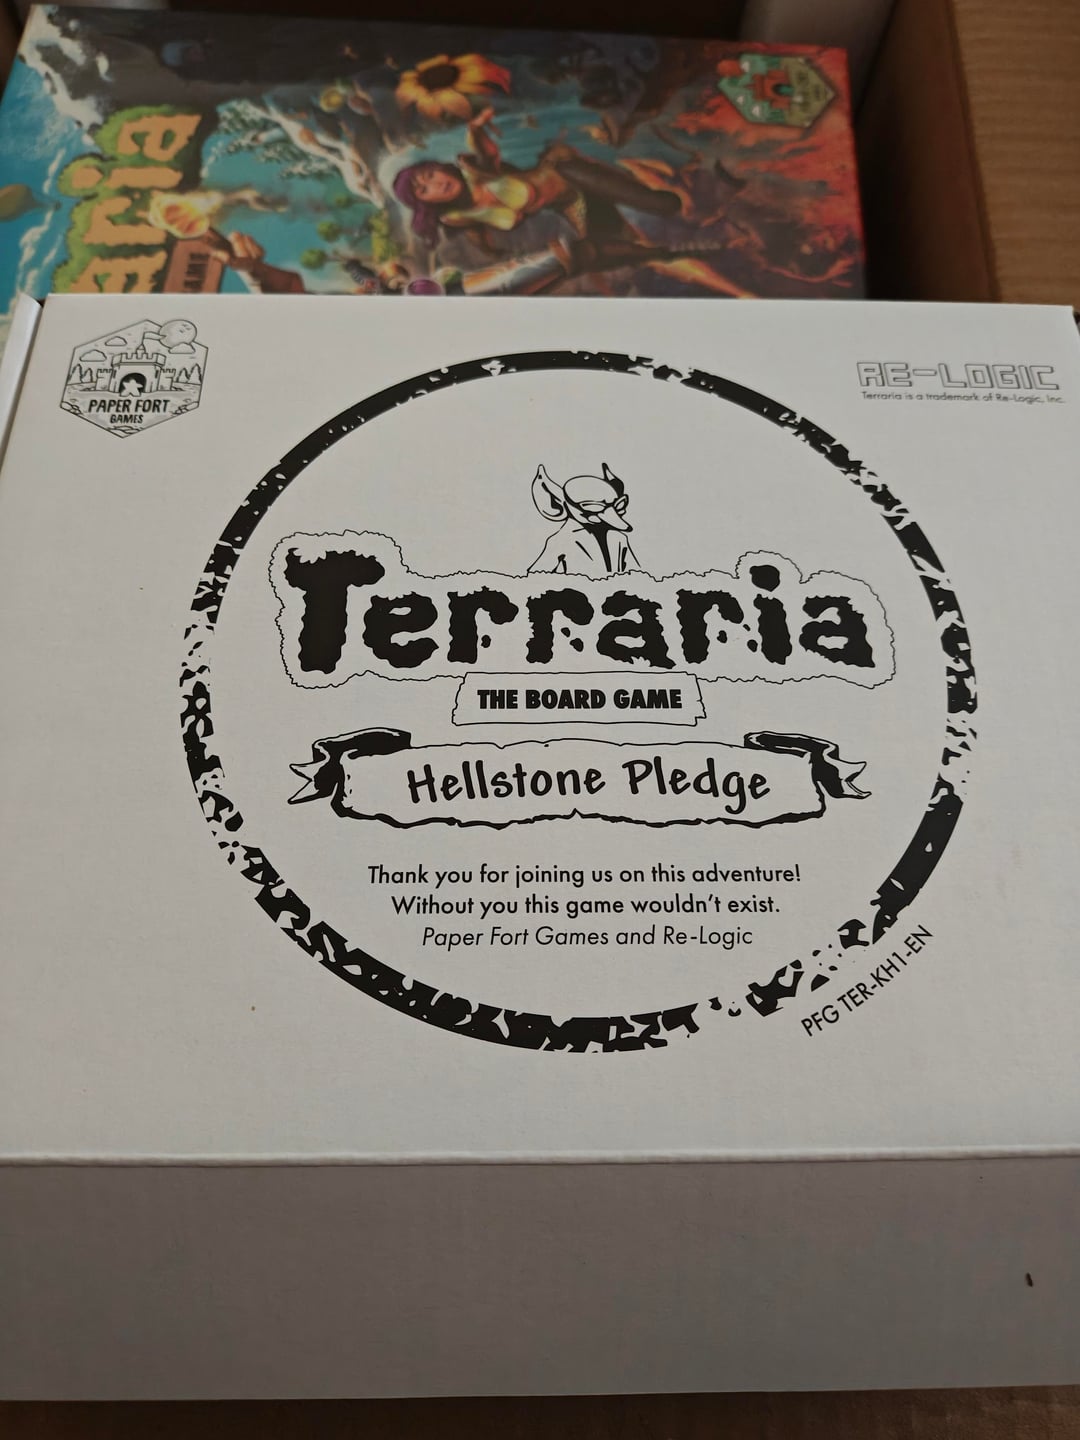 aria
GAME
PAPER FORT
GAMES
RE-LOGIC
Terraria is a trademark of Re-Logic, Inc.
Terraria
THE BOARD GAME
Hellstone Pledge
Thank you for joining us on this adventure!
Without you this game wouldn't exist.
Paper Fort Games and Re-Logic
PFG TER-KH1-EN